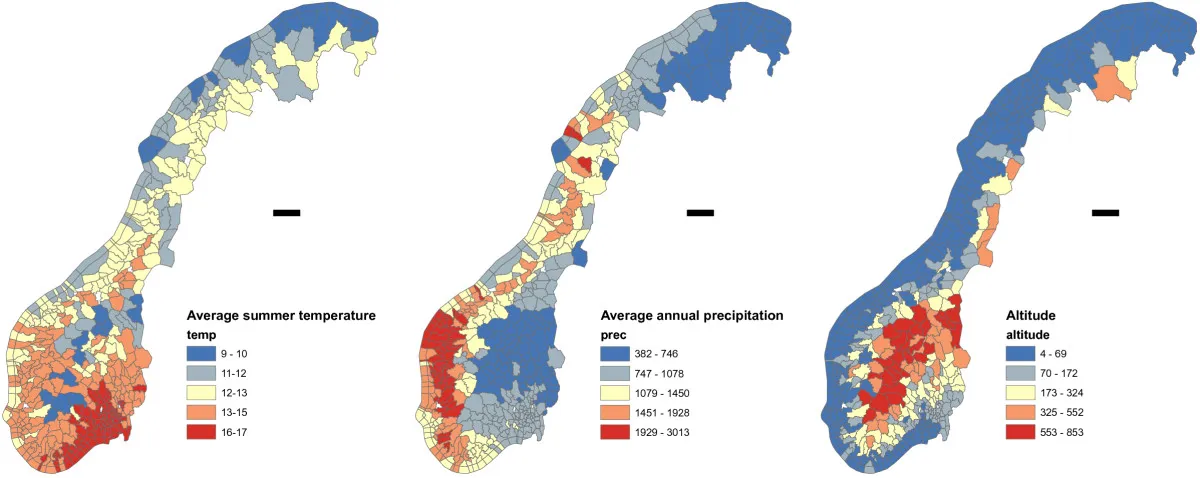 Average summer temperature
temp
9 - 10
11-12
12-13
13-15
16-17
Average annual precipitation
prec
382 - 746
747 - 1078
1079 - 1450
1451 - 1928
1929 - 3013
Altitude
altitude
4 - 69
70 - 172
173 - 324
325 - 552
553 - 853